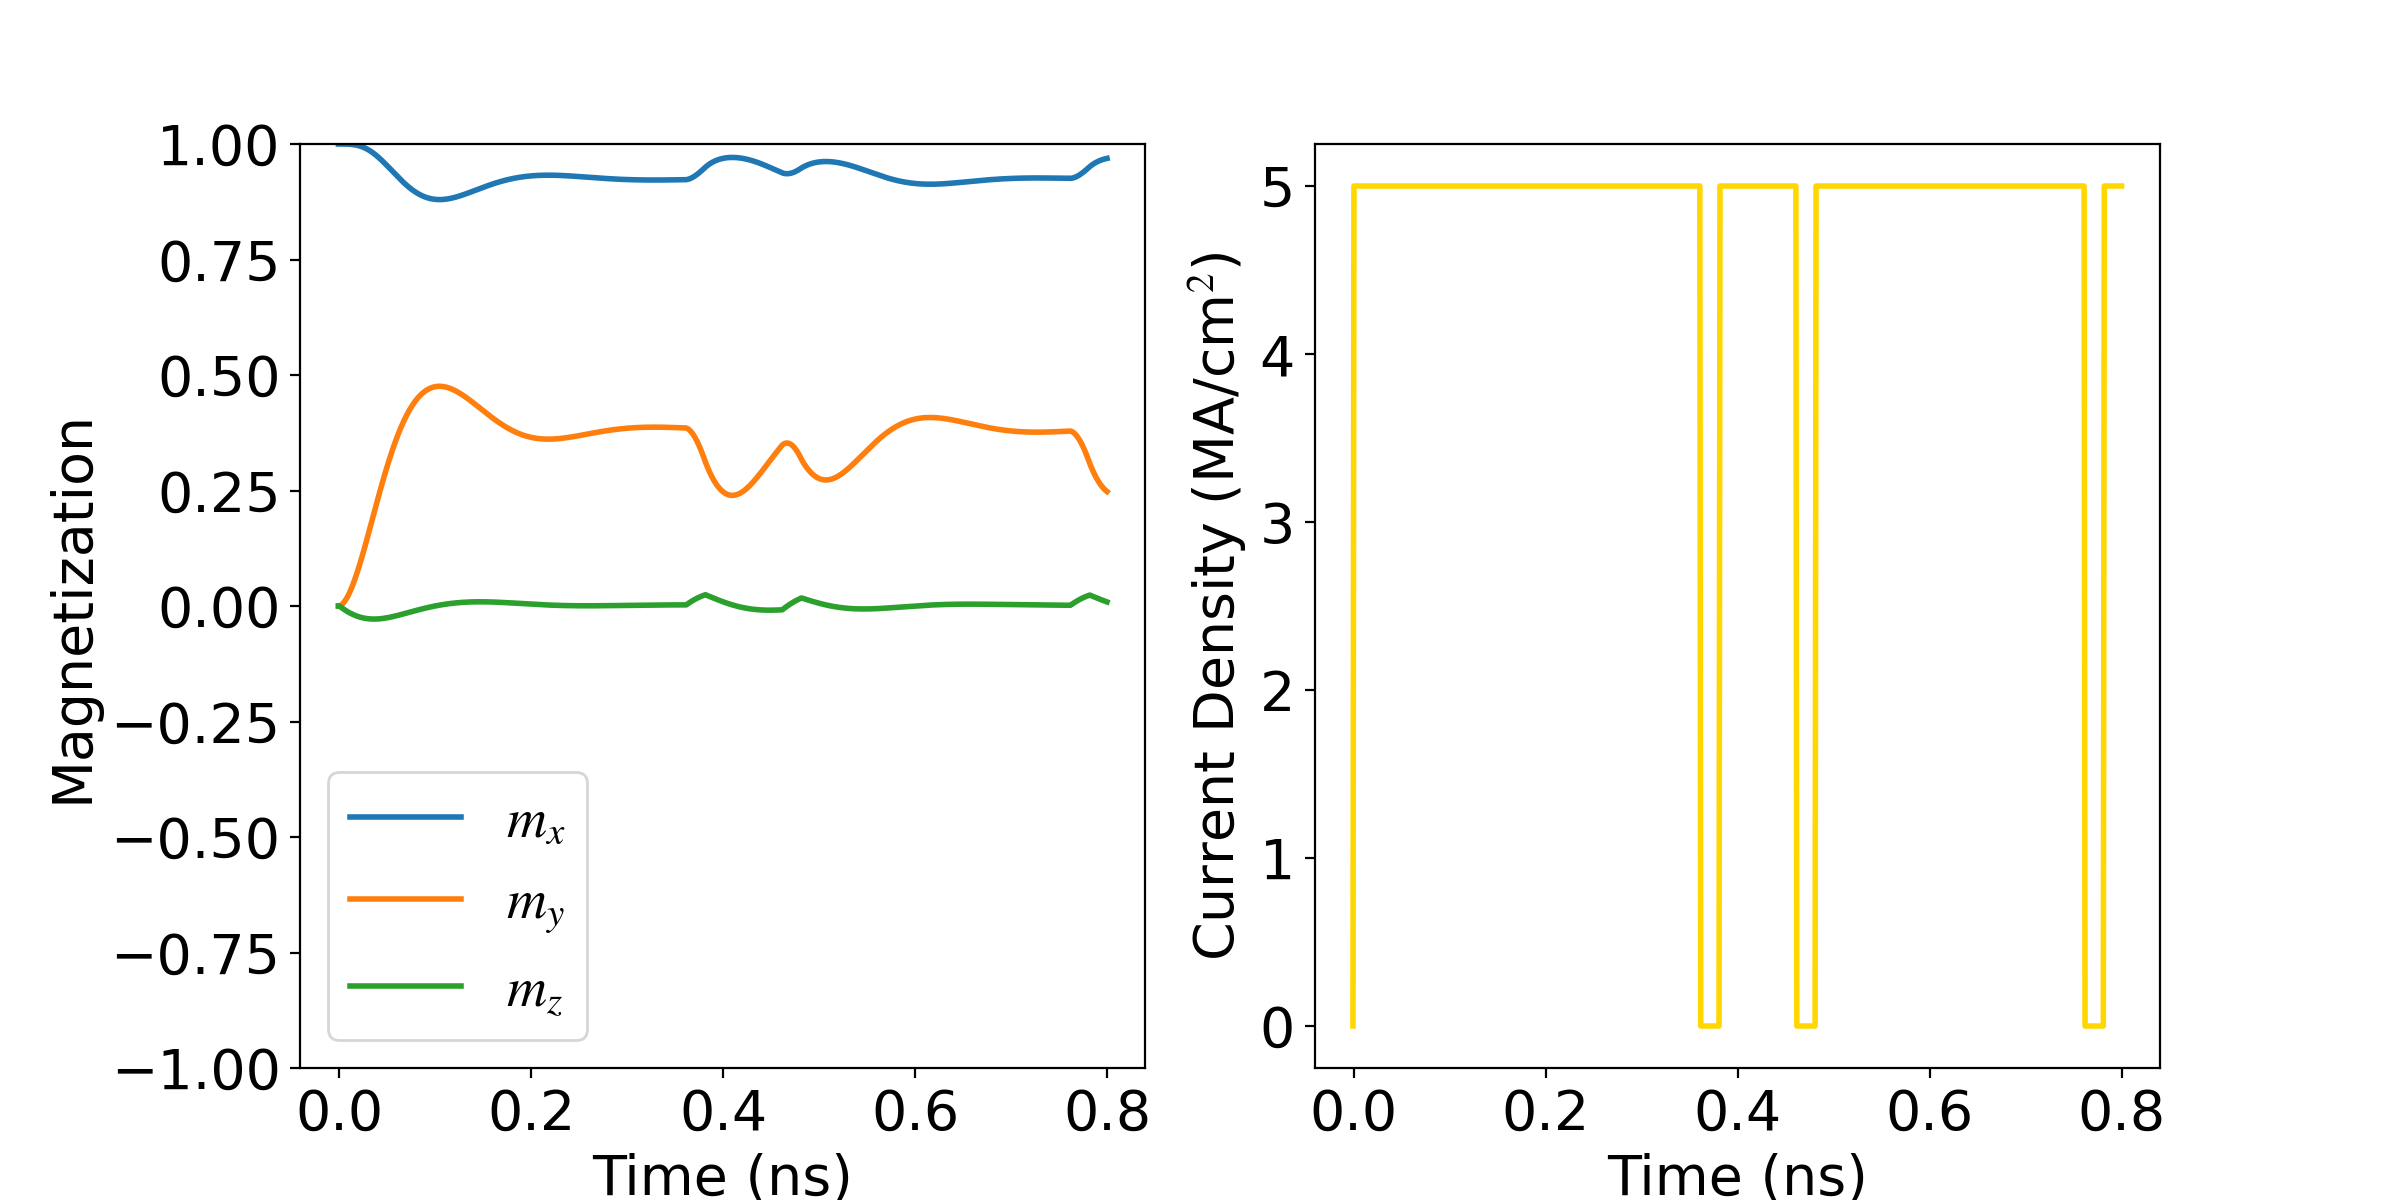 Magnetization
1.00
0.75
0.50
0.25
0.00
−0.25
−0.50
−0.75
−1.00
m_x
m_y
m_z
0.0 0.2 0.4 0.6 0.8
Time (ns)
Current Density (MA/cm²)
5
4
3
2
1
0
0.0 0.2 0.4 0.6 0.8
Time (ns)